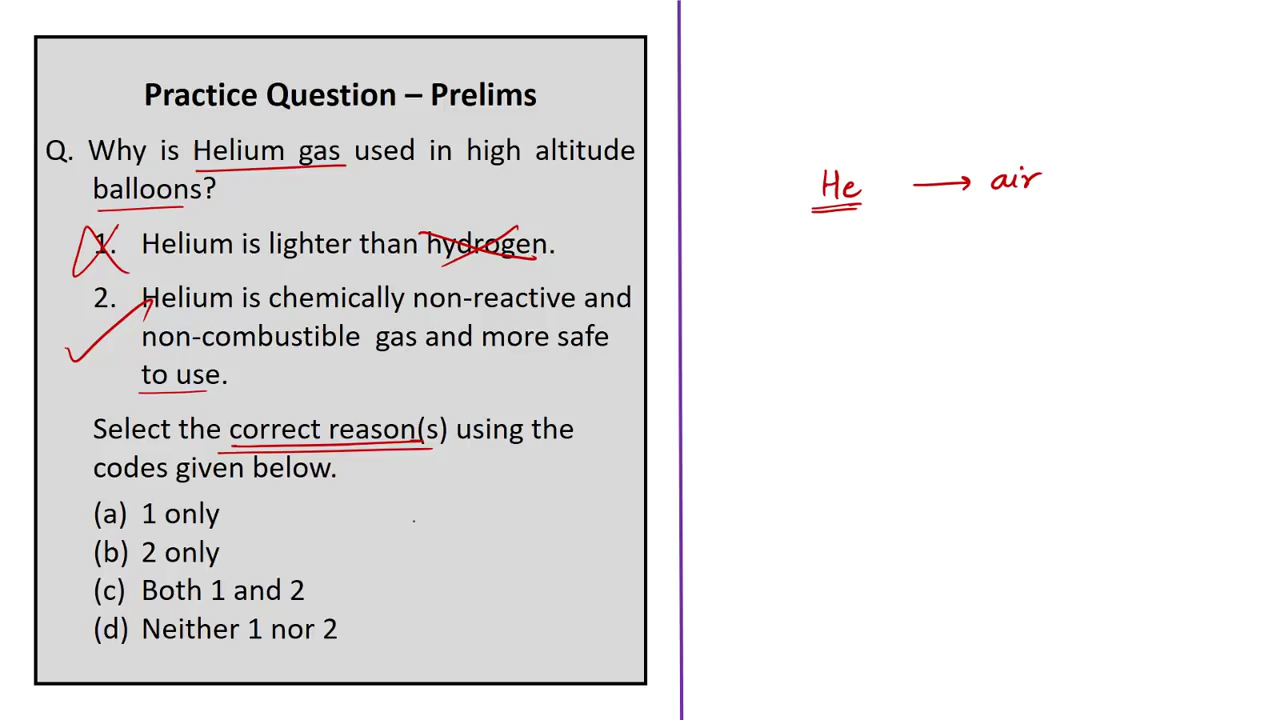 Practice Question – Prelims
Q. Why is Helium gas used in high altitude
balloons?
1. Helium is lighter than hydrogen.
2. Helium is chemically non-reactive and
non-combustible gas and more safe
to use.
Select the correct reason(s) using the
codes given below.
(a) 1 only
(b) 2 only
(c) Both 1 and 2
(d) Neither 1 nor 2
He → air